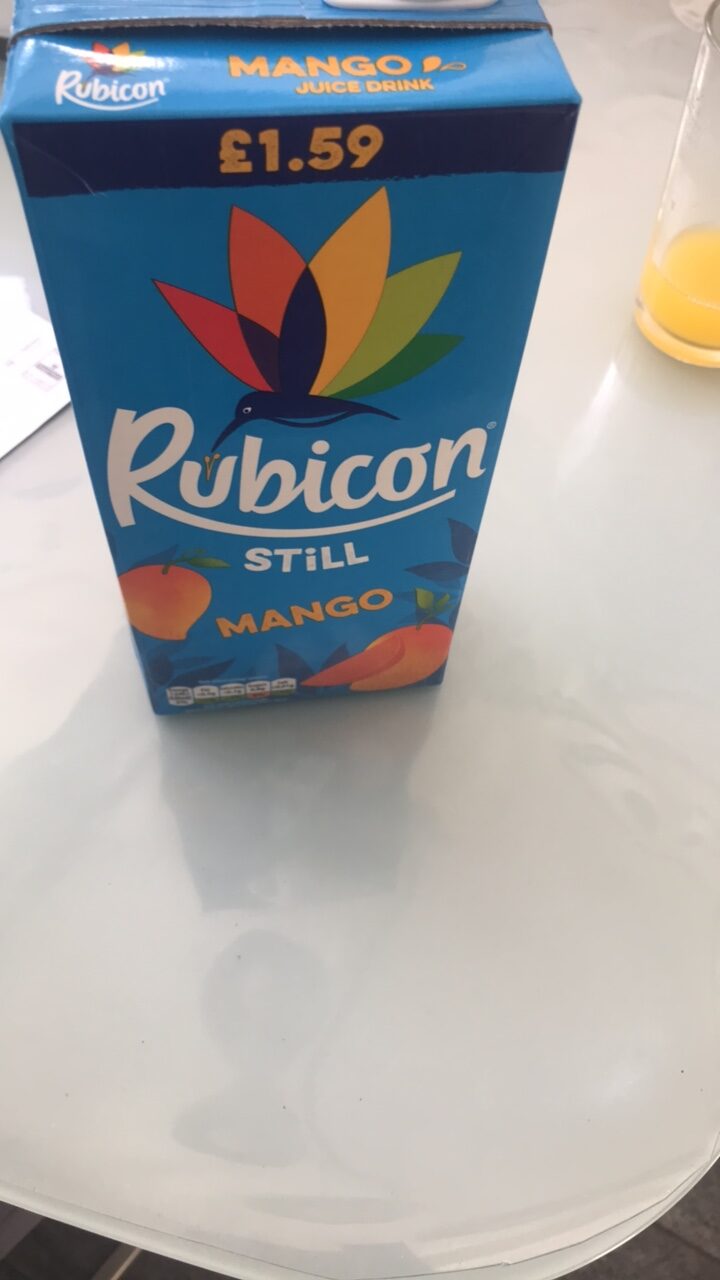 Rubicon
MANGO
JUICE DRINK
£1.59
Rubicon®
STiLL
MANGO